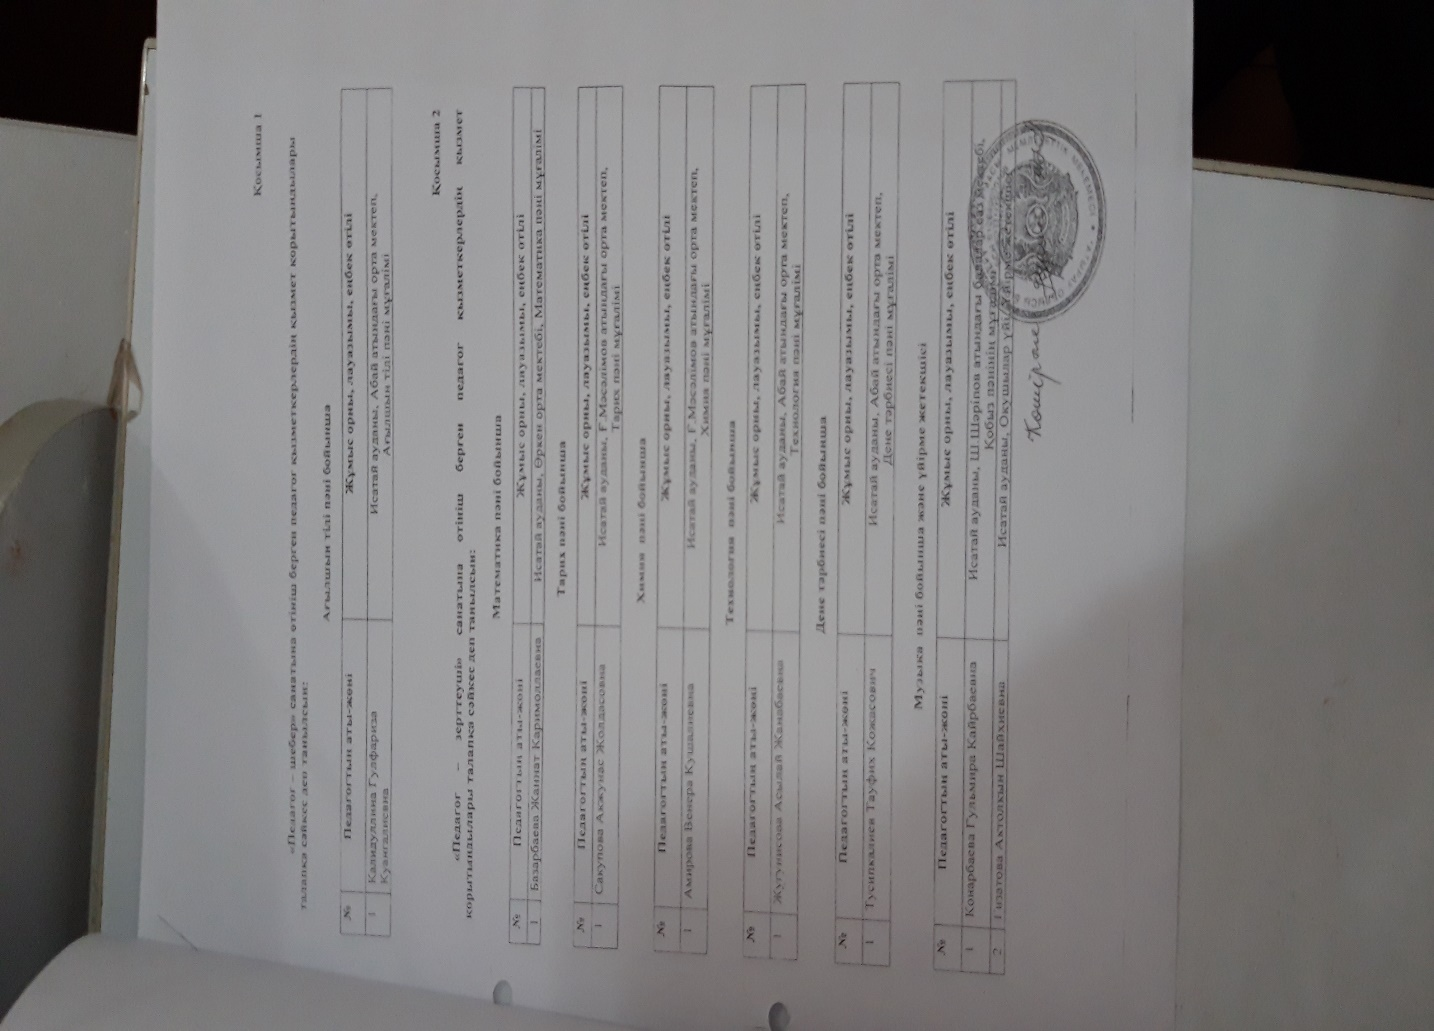 Қосымша 1
«Педагог – шебер» санатына өтініш берген педагог қызметкерлердің қызмет қорытындылары
талапқа сәйкес деп танылсын:
Ағылшын тілі пәні бойынша
№ Педагогтың аты-жөні Жұмыс орны, лауазымы, еңбек өтілі
1 Калидуллина Гулфариза Исатай ауданы, Абай атындағы орта мектеп,
Куангалиевна Ағылшын тілі пәні мұғалімі
Қосымша 2
«Педагог – зерттеуші» санатына өтініш берген педагог қызметкерлердің қызмет
қорытындылары талапқа сәйкес деп танылсын:
Математика пәні бойынша
№ Педагогтың аты-жөні Жұмыс орны, лауазымы, еңбек өтілі
1 Базарбаева Жаннат Каримоллаевна Исатай ауданы, Өркен орта мектебі, Математика пәні мұғалімі
Тарих пәні бойынша
№ Педагогтың аты-жөні Жұмыс орны, лауазымы, еңбек өтілі
1 Сакупова Аккунас Жолдасовна Исатай ауданы, Ғ.Мәсәлімов атындағы орта мектеп,
Тарих пәні мұғалімі
Химия пәні бойынша
№ Педагогтың аты-жөні Жұмыс орны, лауазымы, еңбек өтілі
1 Амирова Венера Кушалиевна Исатай ауданы, Ғ.Мәсәлімов атындағы орта мектеп,
Химия пәні мұғалімі
Технология пәні бойынша
№ Педагогтың аты-жөні Жұмыс орны, лауазымы, еңбек өтілі
1 Жугунисова Асылай Жанабаевна Исатай ауданы, Абай атындағы орта мектеп,
Технология пәні мұғалімі
Дене тәрбиесі пәні бойынша
№ Педагогтың аты-жөні Жұмыс орны, лауазымы, еңбек өтілі
1 Тусипкалиев Тауфих Кожасович Исатай ауданы, Абай атындағы орта мектеп,
Дене тәрбиесі пәні мұғалімі
Музыка пәні бойынша және үйірме жетекшісі
№ Педагогтың аты-жөні Жұмыс орны, лауазымы, еңбек өтілі
1 Конарбаева Гульмира Кайрбаевна Исатай ауданы, Ш.Шәріпов атындағы балалар саз мектебі,
Қобыз пәнінің мұғалімі
2 Гизатова Актолкын Шайхиевна Исатай ауданы, Оқушылар үйі, үйірме жетекшісі
Көшірме